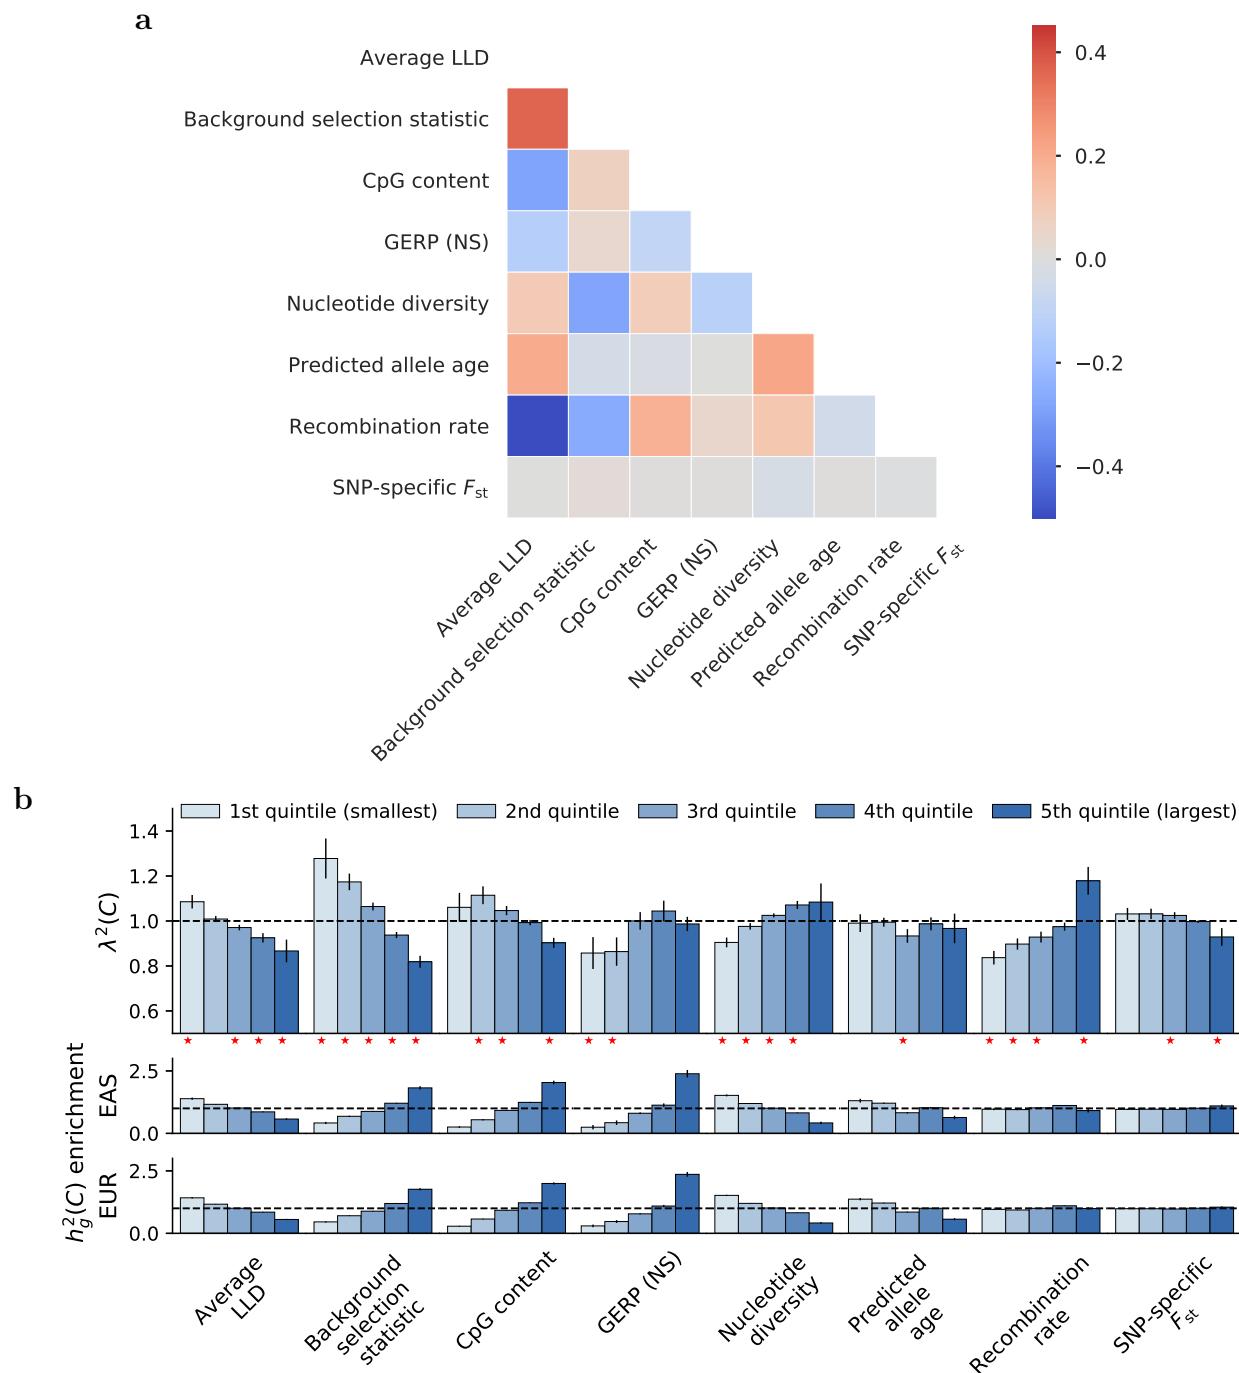 a
Average LLD
Background selection statistic
CpG content
GERP (NS)
Nucleotide diversity
Predicted allele age
Recombination rate
SNP-specific Fst
0.4
0.2
0.0
−0.2
−0.4
Average LLD
Background selection statistic
CpG content
GERP (NS)
Nucleotide diversity
Predicted allele age
Recombination rate
SNP-specific Fst
b
1st quintile (smallest)
2nd quintile
3rd quintile
4th quintile
5th quintile (largest)
λ²(C)
1.4
1.2
1.0
0.8
0.6
h²g(C) enrichment
EAS
2.5
0.0
EUR
2.5
0.0
Average
LLD
Background
selection
statistic
CpG content
GERP (NS)
Nucleotide
diversity
Predicted
allele
age
Recombination
rate
SNP-specific
Fst